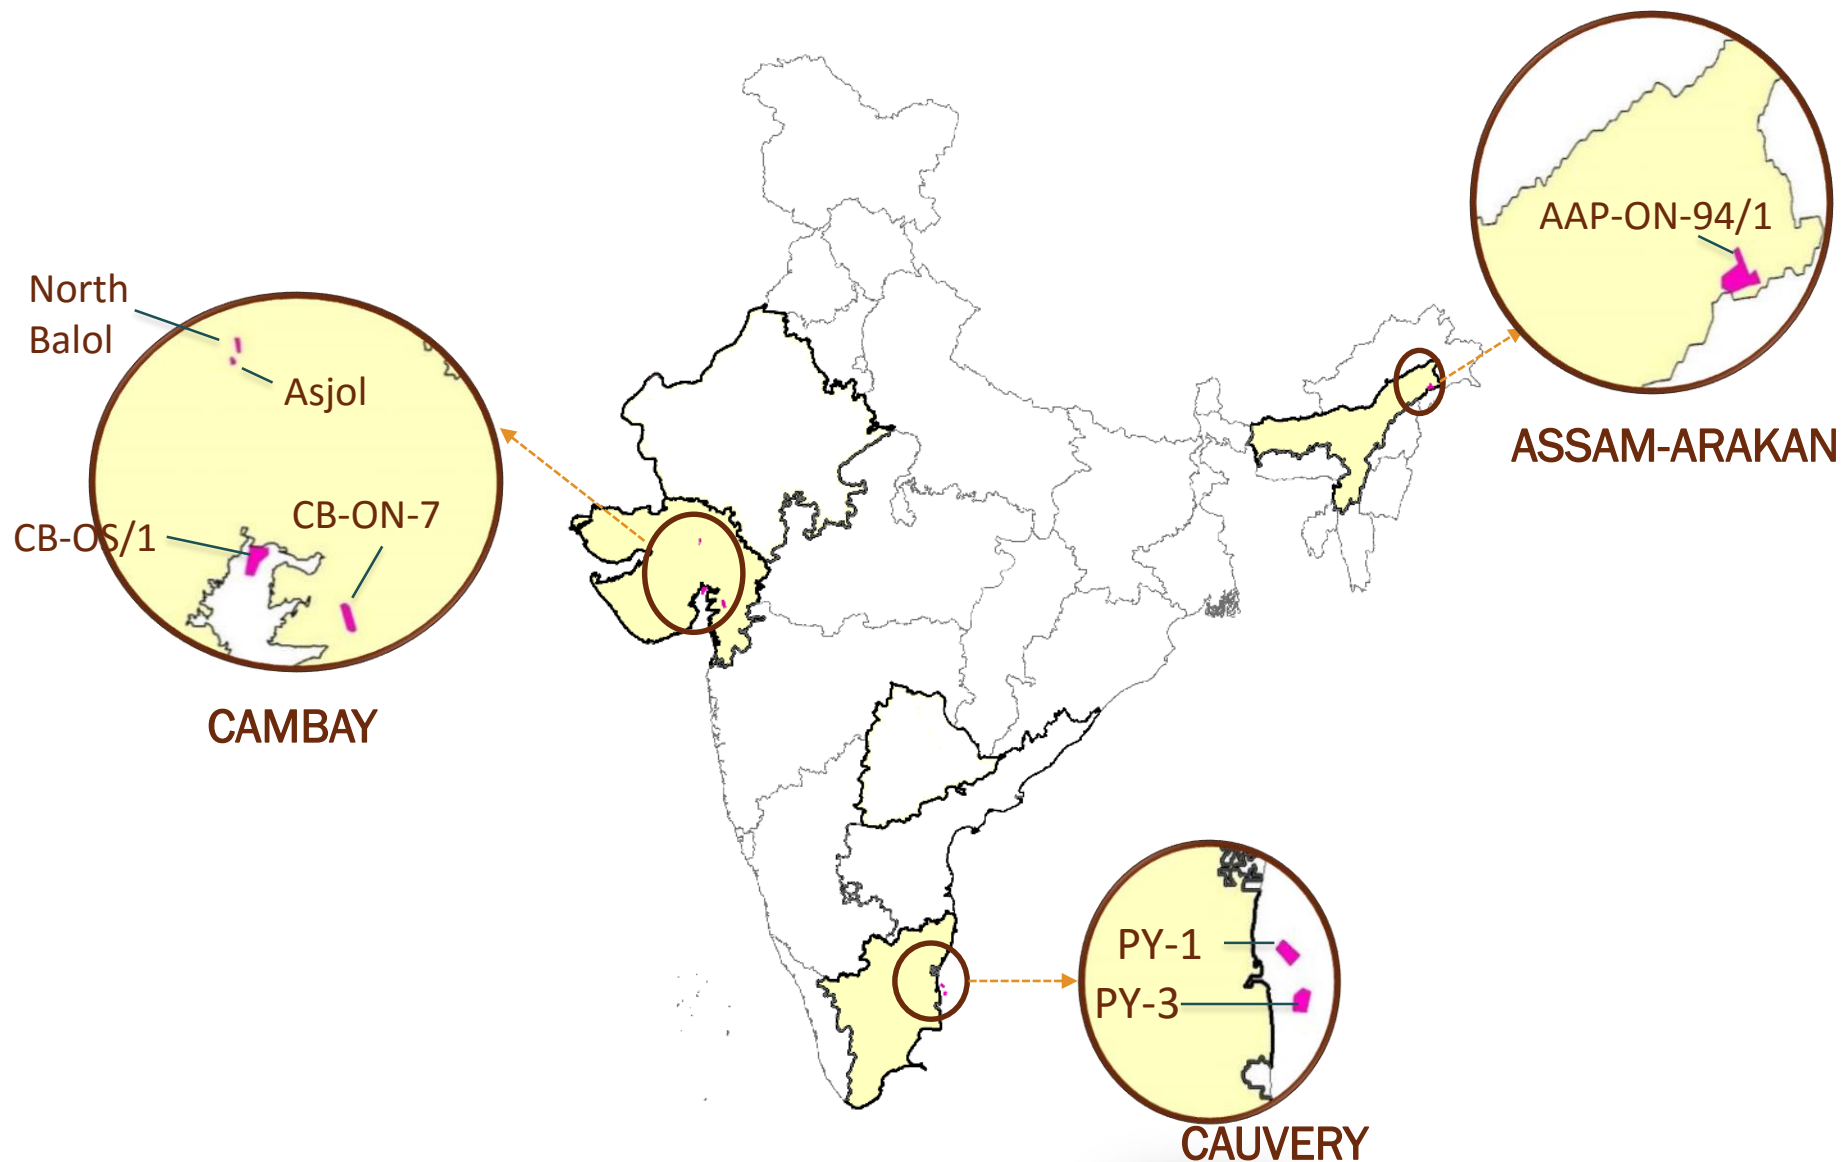 AAP-ON-94/1
ASSAM-ARAKAN
North
Balol
Asjol
CB-ON-7
CB-OS/1
CAMBAY
PY-1
PY-3
CAUVERY